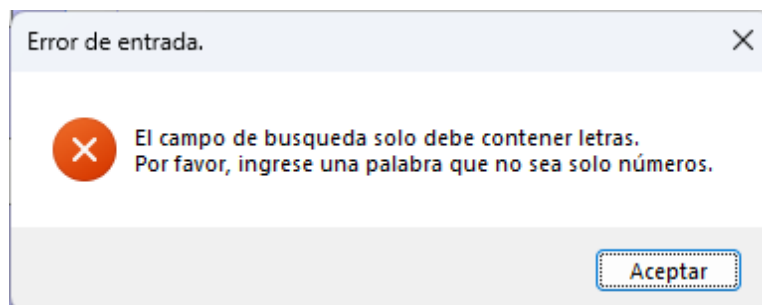 Error de entrada.
El campo de busqueda solo debe contener letras.
Por favor, ingrese una palabra que no sea solo números.
Aceptar